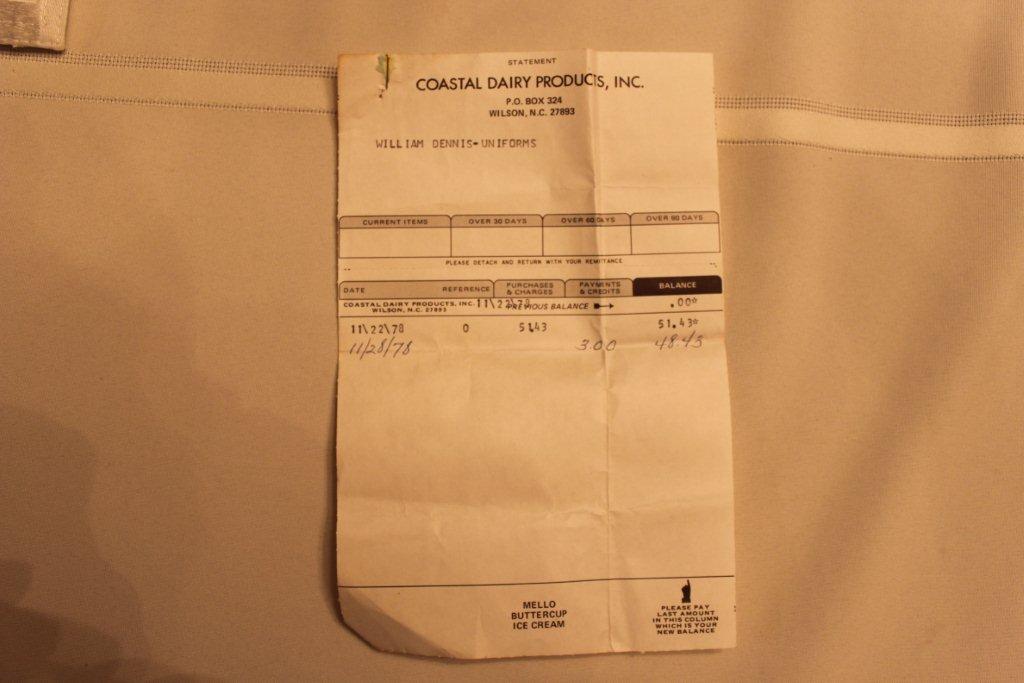 STATEMENT
COASTAL DAIRY PRODUCTS, INC.
P.O. BOX 324
WILSON, N.C. 27893
WILLIAM DENNIS-UNIFORMS
CURRENT ITEMS OVER 30 DAYS OVER 60 DAYS OVER 90 DAYS
PLEASE DETACH AND RETURN WITH YOUR REMITTANCE
DATE REFERENCE PURCHASES & CHARGES PAYMENTS & CREDITS BALANCE
COASTAL DAIRY PRODUCTS, INC. 11\22\78 PREVIOUS BALANCE .00*
WILSON, N.C. 27893
11\22\78 0 51.43 51.43*
11/28/78 3.00 48.43
MELLO
BUTTERCUP
ICE CREAM
PLEASE PAY
LAST AMOUNT
IN THIS COLUMN
WHICH IS YOUR
NEW BALANCE